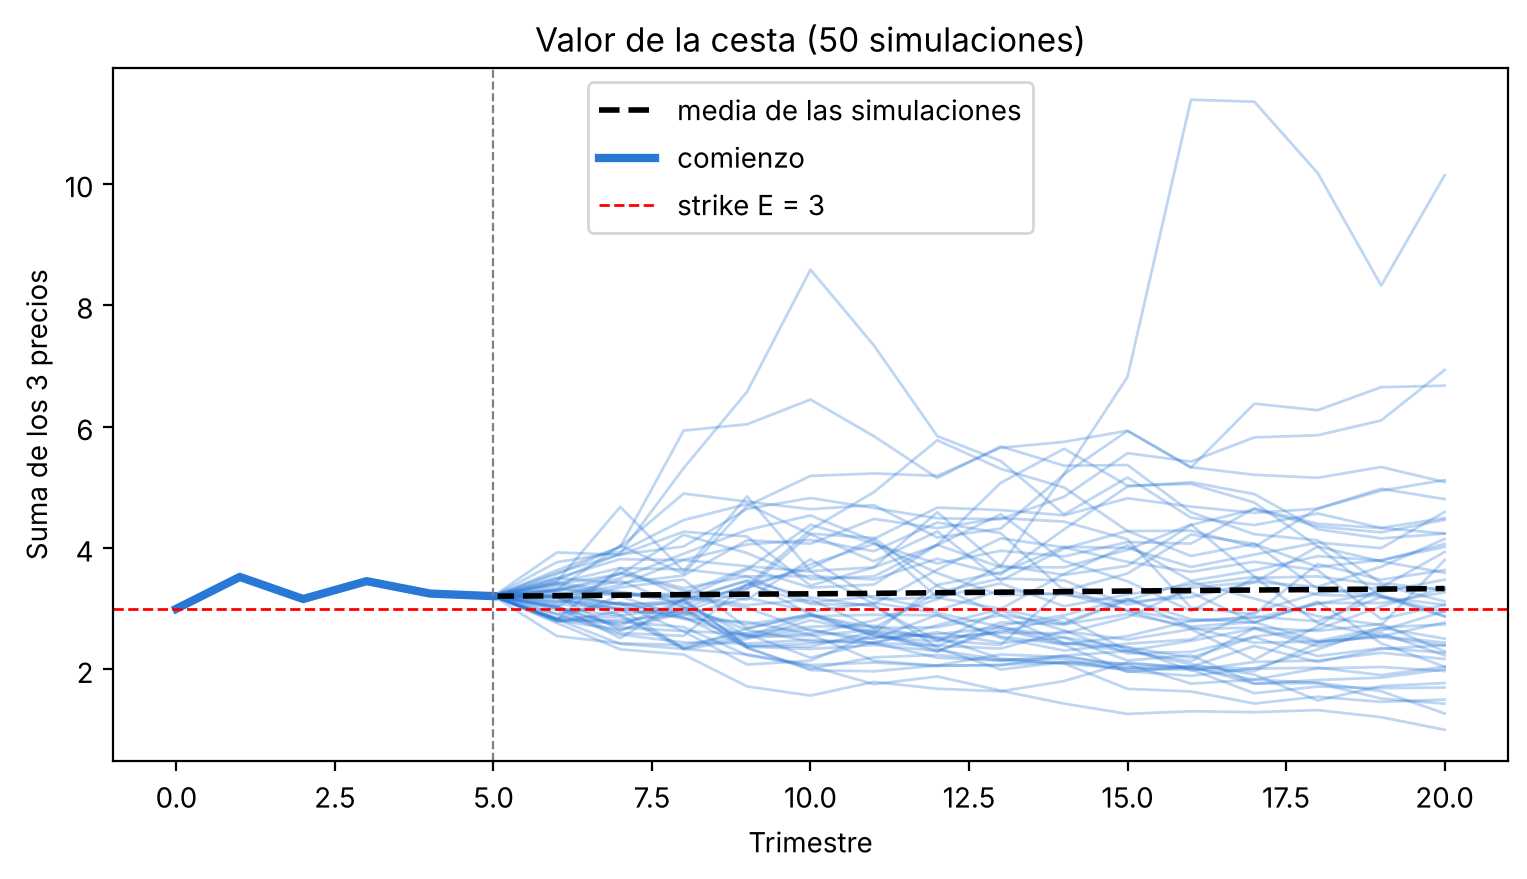 Valor de la cesta (50 simulaciones)
media de las simulaciones
comienzo
strike E = 3
Suma de los 3 precios
10
8
6
4
2
0.0 2.5 5.0 7.5 10.0 12.5 15.0 17.5 20.0
Trimestre